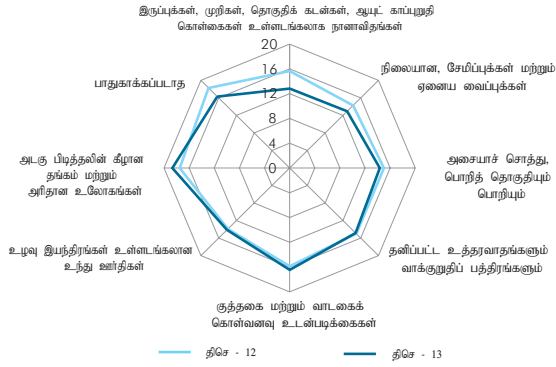 இருப்புக்கள், முறிகள், தொகுதிக் கடன்கள், ஆயுட் காப்புறுதி
கொள்கைகள் உள்ளடங்கலாக நானாவிதங்கள்
20
16
12
8
4
0
நிலையான, சேமிப்புக்கள் மற்றும்
ஏனைய வைப்புக்கள்
அசையாச் சொத்து,
பொறித் தொகுதியும்
பொறியும்
தனிப்பட்ட உத்தரவாதங்களும்
வாக்குறுதிப் பத்திரங்களும்
குத்தகை மற்றும் வாடகைக்
கொள்வனவு உடன்படிக்கைகள்
உழவு இயந்திரங்கள் உள்ளடங்கலான
உந்து ஊர்திகள்
அடகு பிடித்தலின் கீழான
தங்கம் மற்றும்
அரிதான உலோகங்கள்
பாதுகாக்கப்படாத
திசெ - 12
திசெ - 13